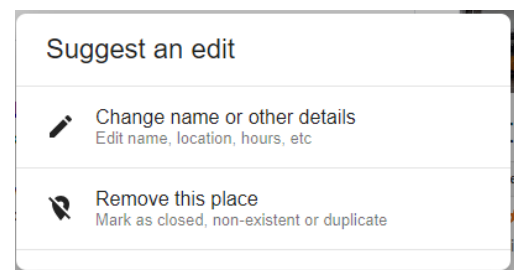 Suggest an edit
Change name or other details
Edit name, location, hours, etc
Remove this place
Mark as closed, non-existent or duplicate